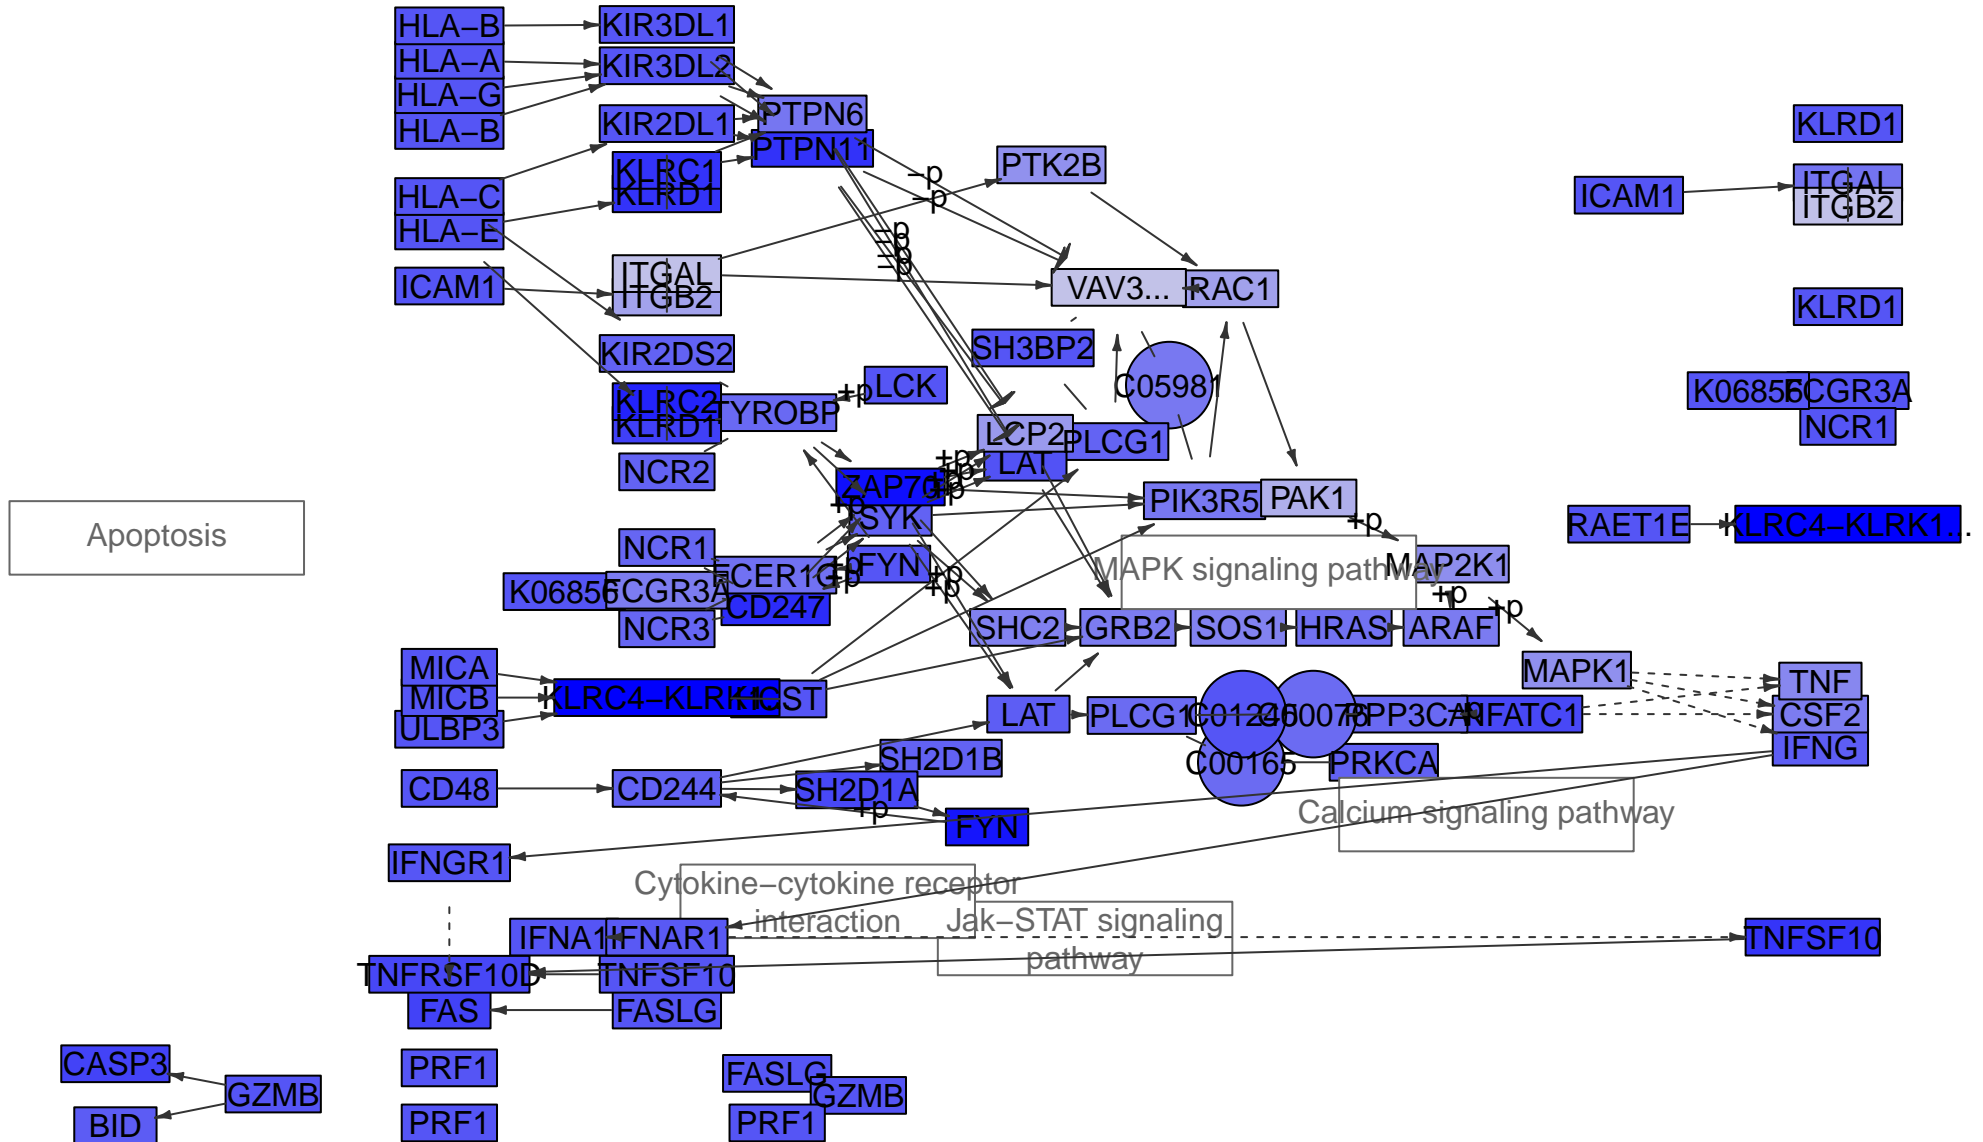 HLA−B
KIR3DL1
HLA−A
KIR3DL2
HLA−G
HLA−B
KIR2DL1
PTPN6
PTPN11
KLRC1
KLRD1
HLA−C
HLA−E
ICAM1
ITGAL
ITGB2
PTK2B
−p
−p
−p
−p
−p
−p
VAV3...
RAC1
KLRD1
ICAM1
ITGAL
ITGB2
KLRD1
KIR2DS2
SH3BP2
C05981
LCK
+p
KLRC2
KLRD1
TYROBP
NCR2
LCP2
LAT
PLCG1
K06856
FCGR3A
NCR1
ZAP70
SYK
+p
+p
+p
+p
+p
PIK3R5
PAK1
+p
RAET1E
KLRC4−KLRK1...
Apoptosis
NCR1
FCER1G
FYN
+p
+p
+p
+p
K06856
FCGR3A
CD247
NCR3
MAPK signaling pathway
MAP2K1
+p
+p
SHC2
GRB2
SOS1
HRAS
ARAF
MICA
MICB
ULBP3
KLRC4−KLRK1...
HCST
MAPK1
TNF
CSF2
IFNG
LAT
PLCG1
C01245
C00076
C00165
PPP3CA
−p
NFATC1
PRKCA
SH2D1B
CD48
CD244
SH2D1A
+p
FYN
Calcium signaling pathway
IFNGR1
Cytokine−cytokine receptor
interaction
Jak−STAT signaling
pathway
IFNA1
IFNAR1
TNFSF10
TNFRSF10D
TNFSF10
FAS
FASLG
CASP3
GZMB
BID
PRF1
PRF1
FASLG
GZMB
PRF1